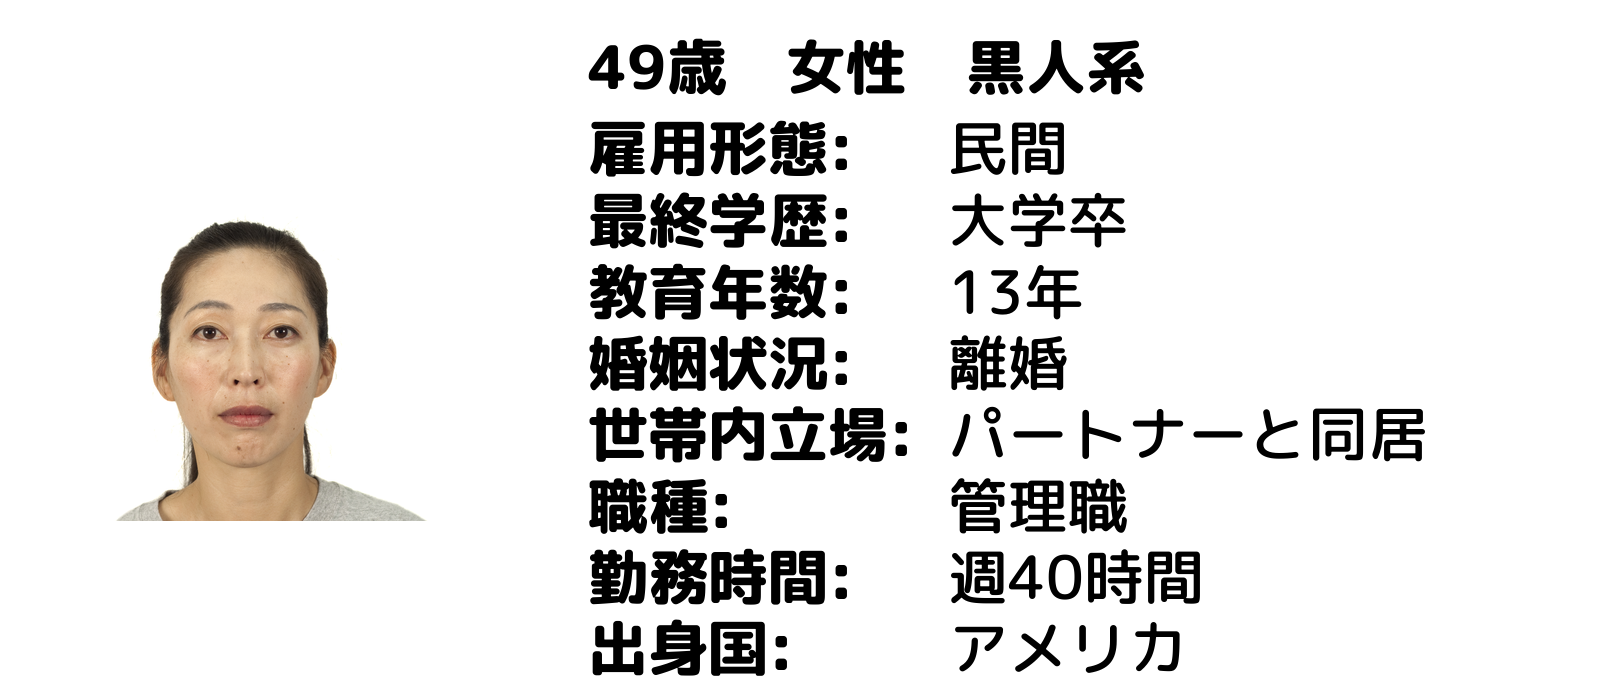 49歳　女性　黒人系
雇用形態:　民間
最終学歴:　大学卒
教育年数:　13年
婚姻状況:　離婚
世帯内立場:　パートナーと同居
職種:　管理職
勤務時間:　週40時間
出身国:　アメリカ